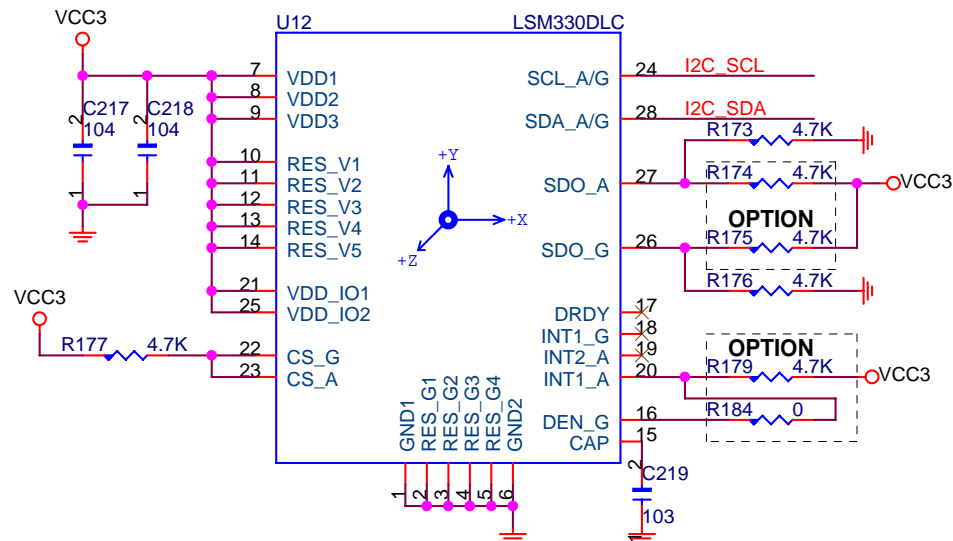 VCC3
U12 LSM330DLC
7 VDD1
8 VDD2
9 VDD3
C217
104
2
1
C218
104
2
1
10 RES_V1
11 RES_V2
12 RES_V3
13 RES_V4
14 RES_V5
21 VDD_IO1
25 VDD_IO2
VCC3
R177 4.7K
22 CS_G
23 CS_A
+Y
+X
+Z
SCL_A/G 24 I2C_SCL
SDA_A/G 28 I2C_SDA
R173 4.7K
SDO_A 27 R174 4.7K VCC3
OPTION
SDO_G 26 R175 4.7K
R176 4.7K
DRDY 17
INT1_G 18
INT2_A 19
OPTION
INT1_A 20 R179 4.7K VCC3
DEN_G 16 R184 0
CAP 15
2
C219
103
1
GND1 1
RES_G1 2
RES_G2 3
RES_G3 4
RES_G4 5
GND2 6